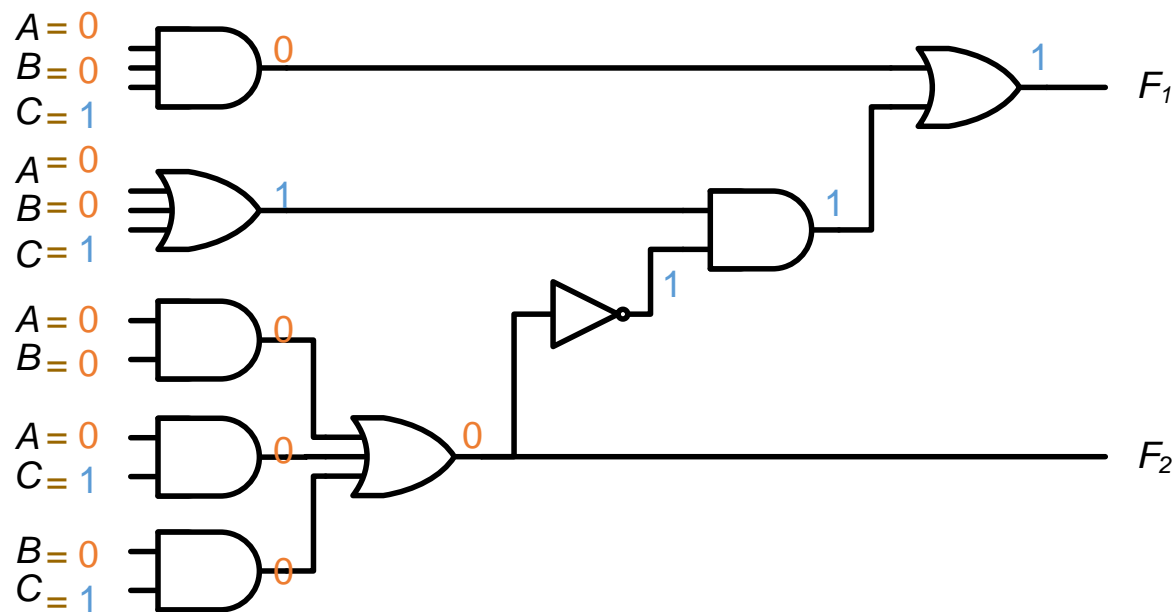 A = 0
B = 0
C = 1
0
1
F1
A = 0
B = 0
C = 1
1
1
1
A = 0
B = 0
0
A = 0
C = 1
0
0
F2
B = 0
C = 1
0